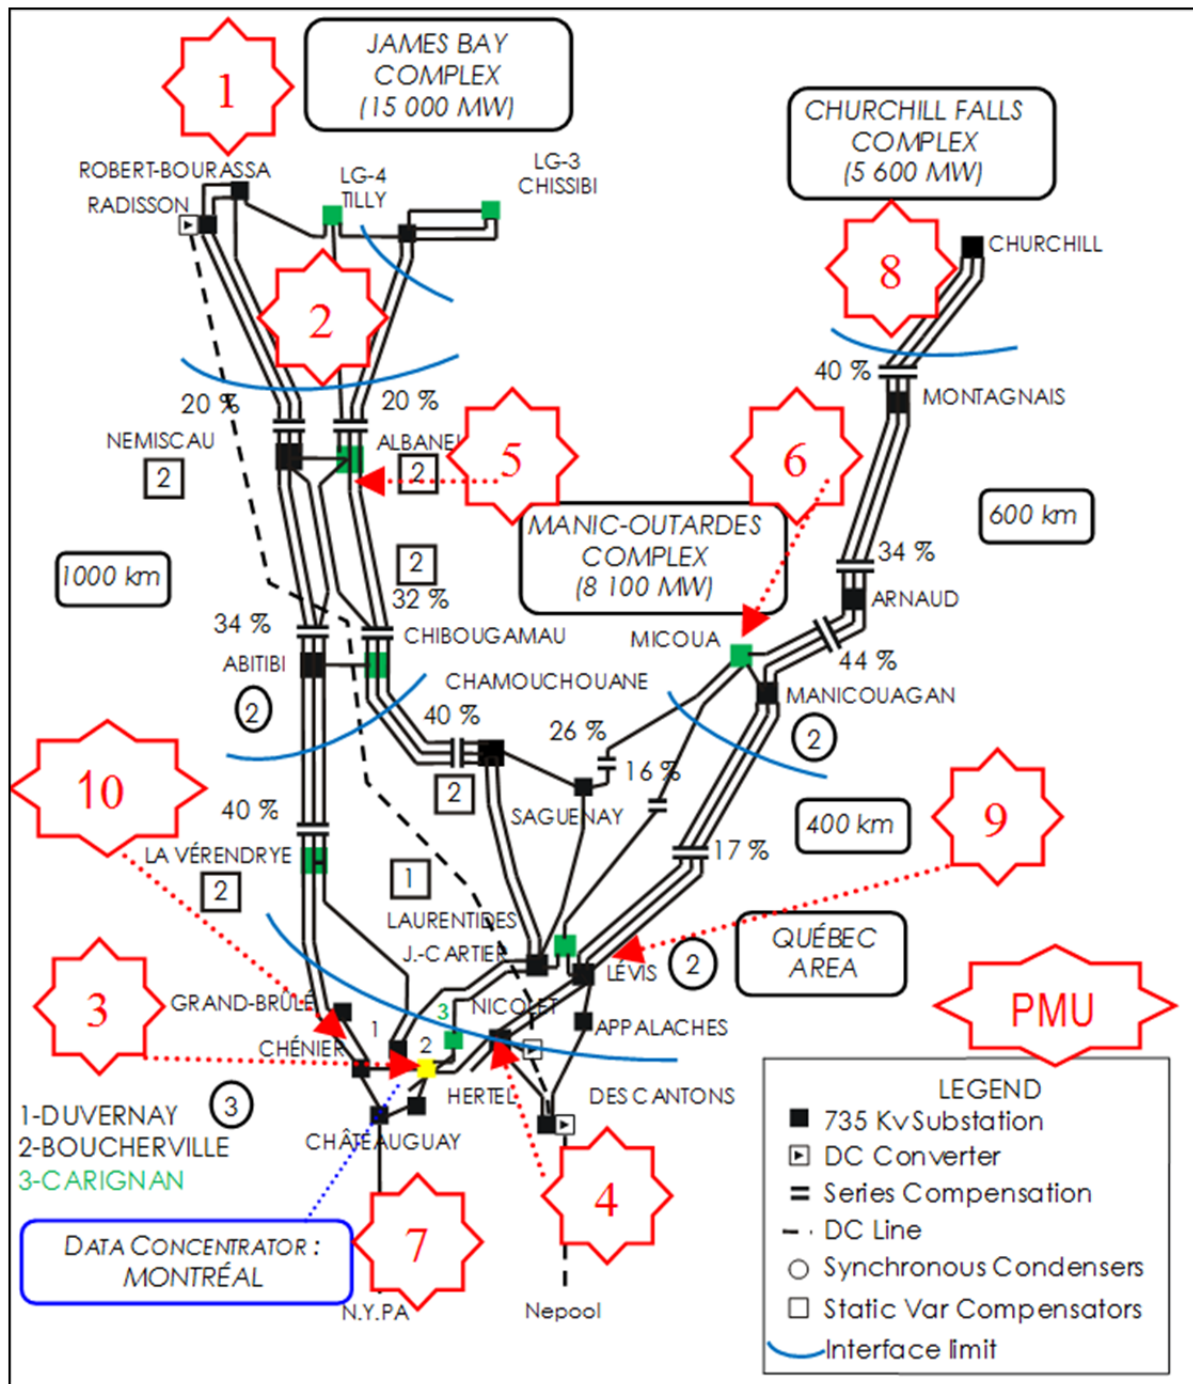 1
JAMES BAY
COMPLEX
(15 000 MW)
CHURCHILL FALLS
COMPLEX
(5 600 MW)
ROBERT-BOURASSA
RADISSON
LG-4
TILLY
LG-3
CHISSIBI
8
CHURCHILL
2
40 %
MONTAGNAIS
20 %
20 %
NEMISCAU
2
ALBANEL
2
5
6
MANIC-OUTARDES
COMPLEX
(8 100 MW)
600 km
1000 km
2
32 %
34 %
ARNAUD
34 %
CHIBOUGAMAU
MICOUA
44 %
ABITIBI
CHAMOUCHOUANE
MANICOUAGAN
2
40 %
26 %
2
10
2
16 %
SAGUENAY
400 km
9
40 %
17 %
LA VÉRENDRYE
2
1
LAURENTIDES
J.-CARTIER
LÉVIS
2
QUÉBEC
AREA
3
GRAND-BRÛLÉ
NICOLET
3
APPALACHES
PMU
CHÉNIER
1
2
HERTEL
DES CANTONS
3
1-DUVERNAY
2-BOUCHERVILLE
3-CARIGNAN
CHÂTEAUGUAY
4
7
DATA CONCENTRATOR :
MONTRÉAL
N.Y.PA
Nepool
LEGEND
735 Kv Substation
DC Converter
Series Compensation
DC Line
Synchronous Condensers
Static Var Compensators
Interface limit